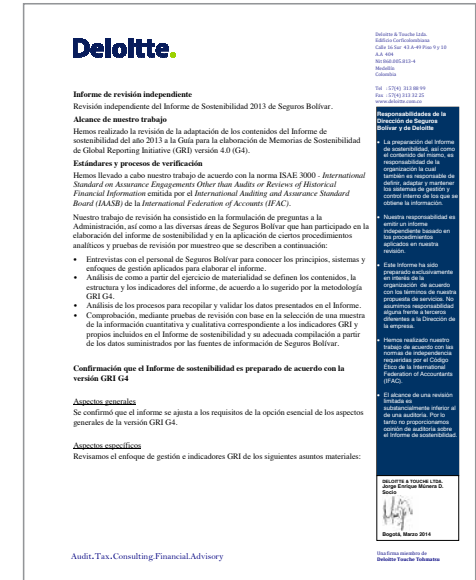 Deloitte.
Deloitte & Touche Ltda.
Edificio Corficolombiana
Calle 16 Sur 43 A-49 Piso 9 y 10
A.A 404
Nit 860.005.813-4
Medellín
Colombia
Tel : 57(4) 313 88 99
Fax : 57(4) 313 32 25
www.deloitte.com.co
Informe de revisión independiente
Revisión independiente del Informe de Sostenibilidad 2013 de Seguros Bolívar.
Alcance de nuestro trabajo
Hemos realizado la revisión de la adaptación de los contenidos del Informe de
sostenibilidad del año 2013 a la Guía para la elaboración de Memorias de Sostenibilidad
de Global Reporting Initiative (GRI) versión 4.0 (G4).
Estándares y procesos de verificación
Hemos llevado a cabo nuestro trabajo de acuerdo con la norma ISAE 3000 - International
Standard on Assurance Engagements Other than Audits or Reviews of Historical
Financial Information emitida por el International Auditing and Assurance Standard
Board (IAASB) de la International Federation of Accounts (IFAC).
Nuestro trabajo de revisión ha consistido en la formulación de preguntas a la
Administración, así como a las diversas áreas de Seguros Bolívar que han participado en la
elaboración del informe de sostenibilidad y en la aplicación de ciertos procedimientos
analíticos y pruebas de revisión por muestreo que se describen a continuación:
• Entrevistas con el personal de Seguros Bolívar para conocer los principios, sistemas y
enfoques de gestión aplicados para elaborar el informe.
• Análisis de como a partir del ejercicio de materialidad se definen los contenidos, la
estructura y los indicadores del informe, de acuerdo a lo sugerido por la metodología
GRI G4.
• Análisis de los procesos para recopilar y validar los datos presentados en el Informe.
• Comprobación, mediante pruebas de revisión con base en la selección de una muestra
de la información cuantitativa y cualitativa correspondiente a los indicadores GRI y
propios incluidos en el Informe de sostenibilidad y su adecuada compilación a partir
de los datos suministrados por las fuentes de información de Seguros Bolívar.
Confirmación que el Informe de sostenibilidad es preparado de acuerdo con la
versión GRI G4
Aspectos generales
Se confirmó que el informe se ajusta a los requisitos de la opción esencial de los aspectos
generales de la versión GRI G4.
Aspectos específicos
Revisamos el enfoque de gestión e indicadores GRI de los siguientes asuntos materiales:
Responsabilidades de la
Dirección de Seguros
Bolívar y de Deloitte
• La preparación del Informe
de sostenibilidad, así como
el contenido del mismo, es
responsabilidad de la
organización la cual
también es responsable de
definir, adaptar y mantener
los sistemas de gestión y
control interno de los que se
obtiene la información.
• Nuestra responsabilidad es
emitir un informe
independiente basado en
los procedimientos
aplicados en nuestra
revisión.
• Este Informe ha sido
preparado exclusivamente
en interés de la
organización de acuerdo
con los términos de nuestra
propuesta de servicios. No
asumimos responsabilidad
alguna frente a terceros
diferentes a la Dirección de
la empresa.
• Hemos realizado nuestro
trabajo de acuerdo con las
normas de independencia
requeridas por el Código
Ético de la International
Federation of Accountants
(IFAC).
• El alcance de una revisión
limitada es
substancialmente inferior al
de una auditoría. Por lo
tanto no proporcionamos
opinión de auditoría sobre
el Informe de sostenibilidad.
DELOITTE & TOUCHE LTDA.
Jorge Enrique Múnera D.
Socio
Bogotá, Marzo 2014
Audit.Tax.Consulting.Financial.Advisory
Una firma miembro de
Deloitte Touche Tohmatsu